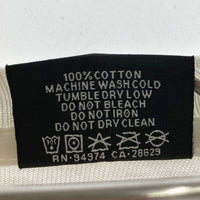 100% COTTON
MACHINE WASH COLD
TUMBLE DRY LOW
DO NOT BLEACH
DO NOT IRON
DO NOT DRY CLEAN
RN-94974 CA-28829